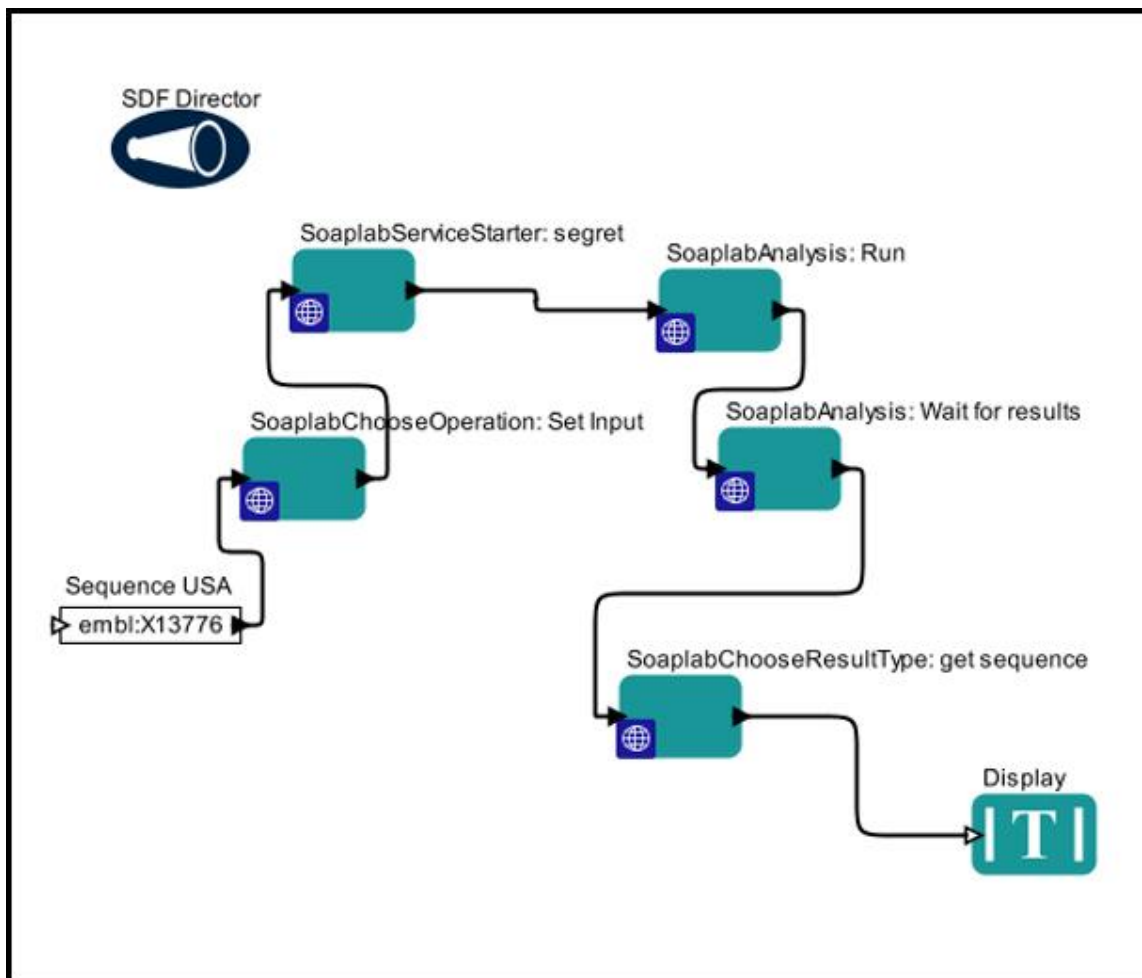 SDF Director
SoaplabServiceStarter: segret
SoaplabAnalysis: Run
SoaplabChooseOperation: Set Input
SoaplabAnalysis: Wait for results
Sequence USA
embl:X13776
SoaplabChooseResultType: get sequence
Display
T